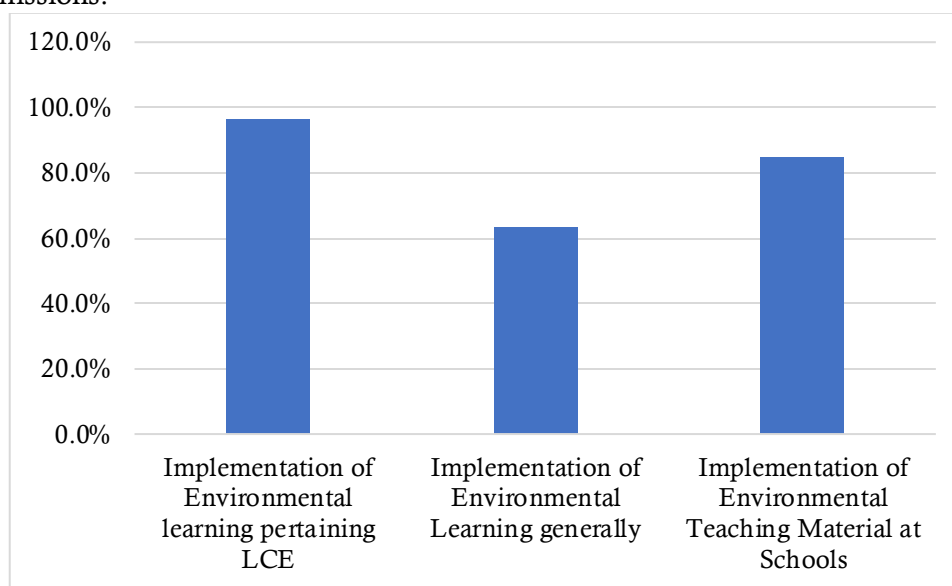 missions.
120.0%
100.0%
80.0%
60.0%
40.0%
20.0%
0.0%
Implementation of
Environmental
learning pertaining
LCE
Implementation of
Environmental
Learning generally
Implementation of
Environmental
Teaching Material at
Schools